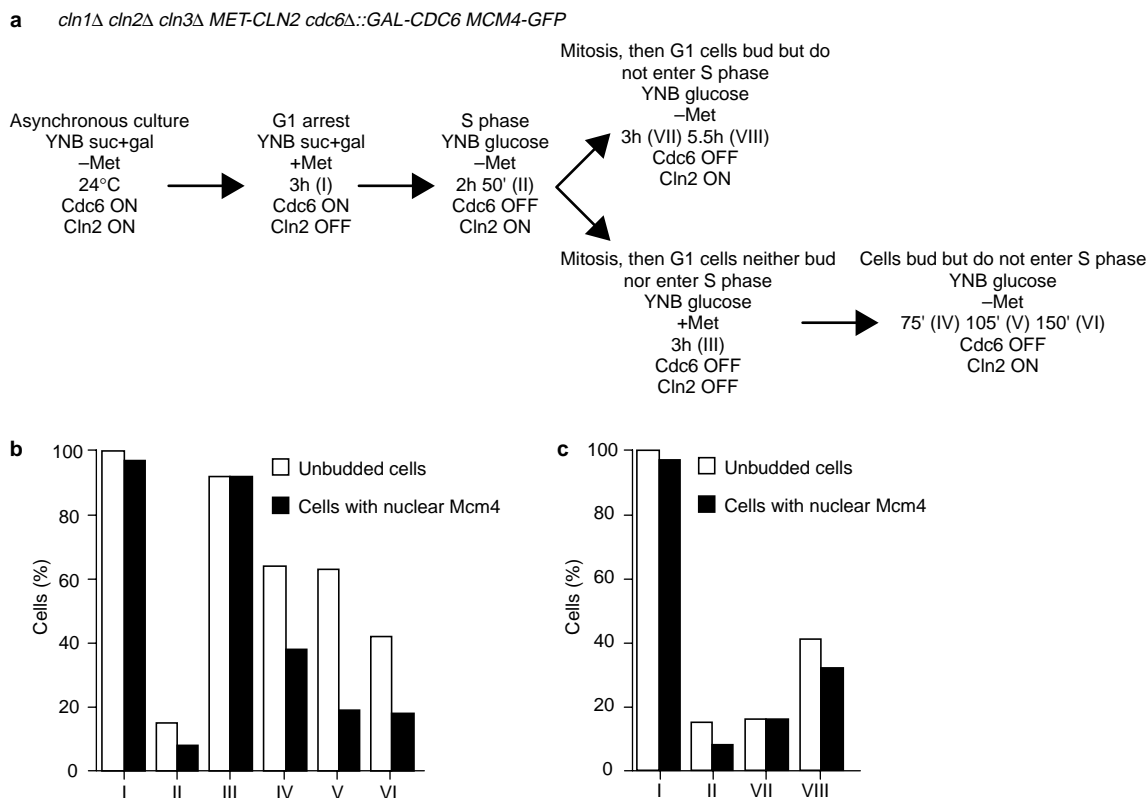 a cln1Δ cln2Δ cln3Δ MET-CLN2 cdc6Δ::GAL-CDC6 MCM4-GFP
Asynchronous culture
YNB suc+gal
–Met
24°C
Cdc6 ON
Cln2 ON
G1 arrest
YNB suc+gal
+Met
3h (I)
Cdc6 ON
Cln2 OFF
S phase
YNB glucose
–Met
2h 50' (II)
Cdc6 OFF
Cln2 ON
Mitosis, then G1 cells bud but do
not enter S phase
YNB glucose
–Met
3h (VII) 5.5h (VIII)
Cdc6 OFF
Cln2 ON
Mitosis, then G1 cells neither bud
nor enter S phase
YNB glucose
+Met
3h (III)
Cdc6 OFF
Cln2 OFF
Cells bud but do not enter S phase
YNB glucose
–Met
75' (IV) 105' (V) 150' (VI)
Cdc6 OFF
Cln2 ON
b
Cells (%)
100
80
60
40
20
0
Unbudded cells
Cells with nuclear Mcm4
I II III IV V VI
c
Cells (%)
100
80
60
40
20
0
Unbudded cells
Cells with nuclear Mcm4
I II VII VIII